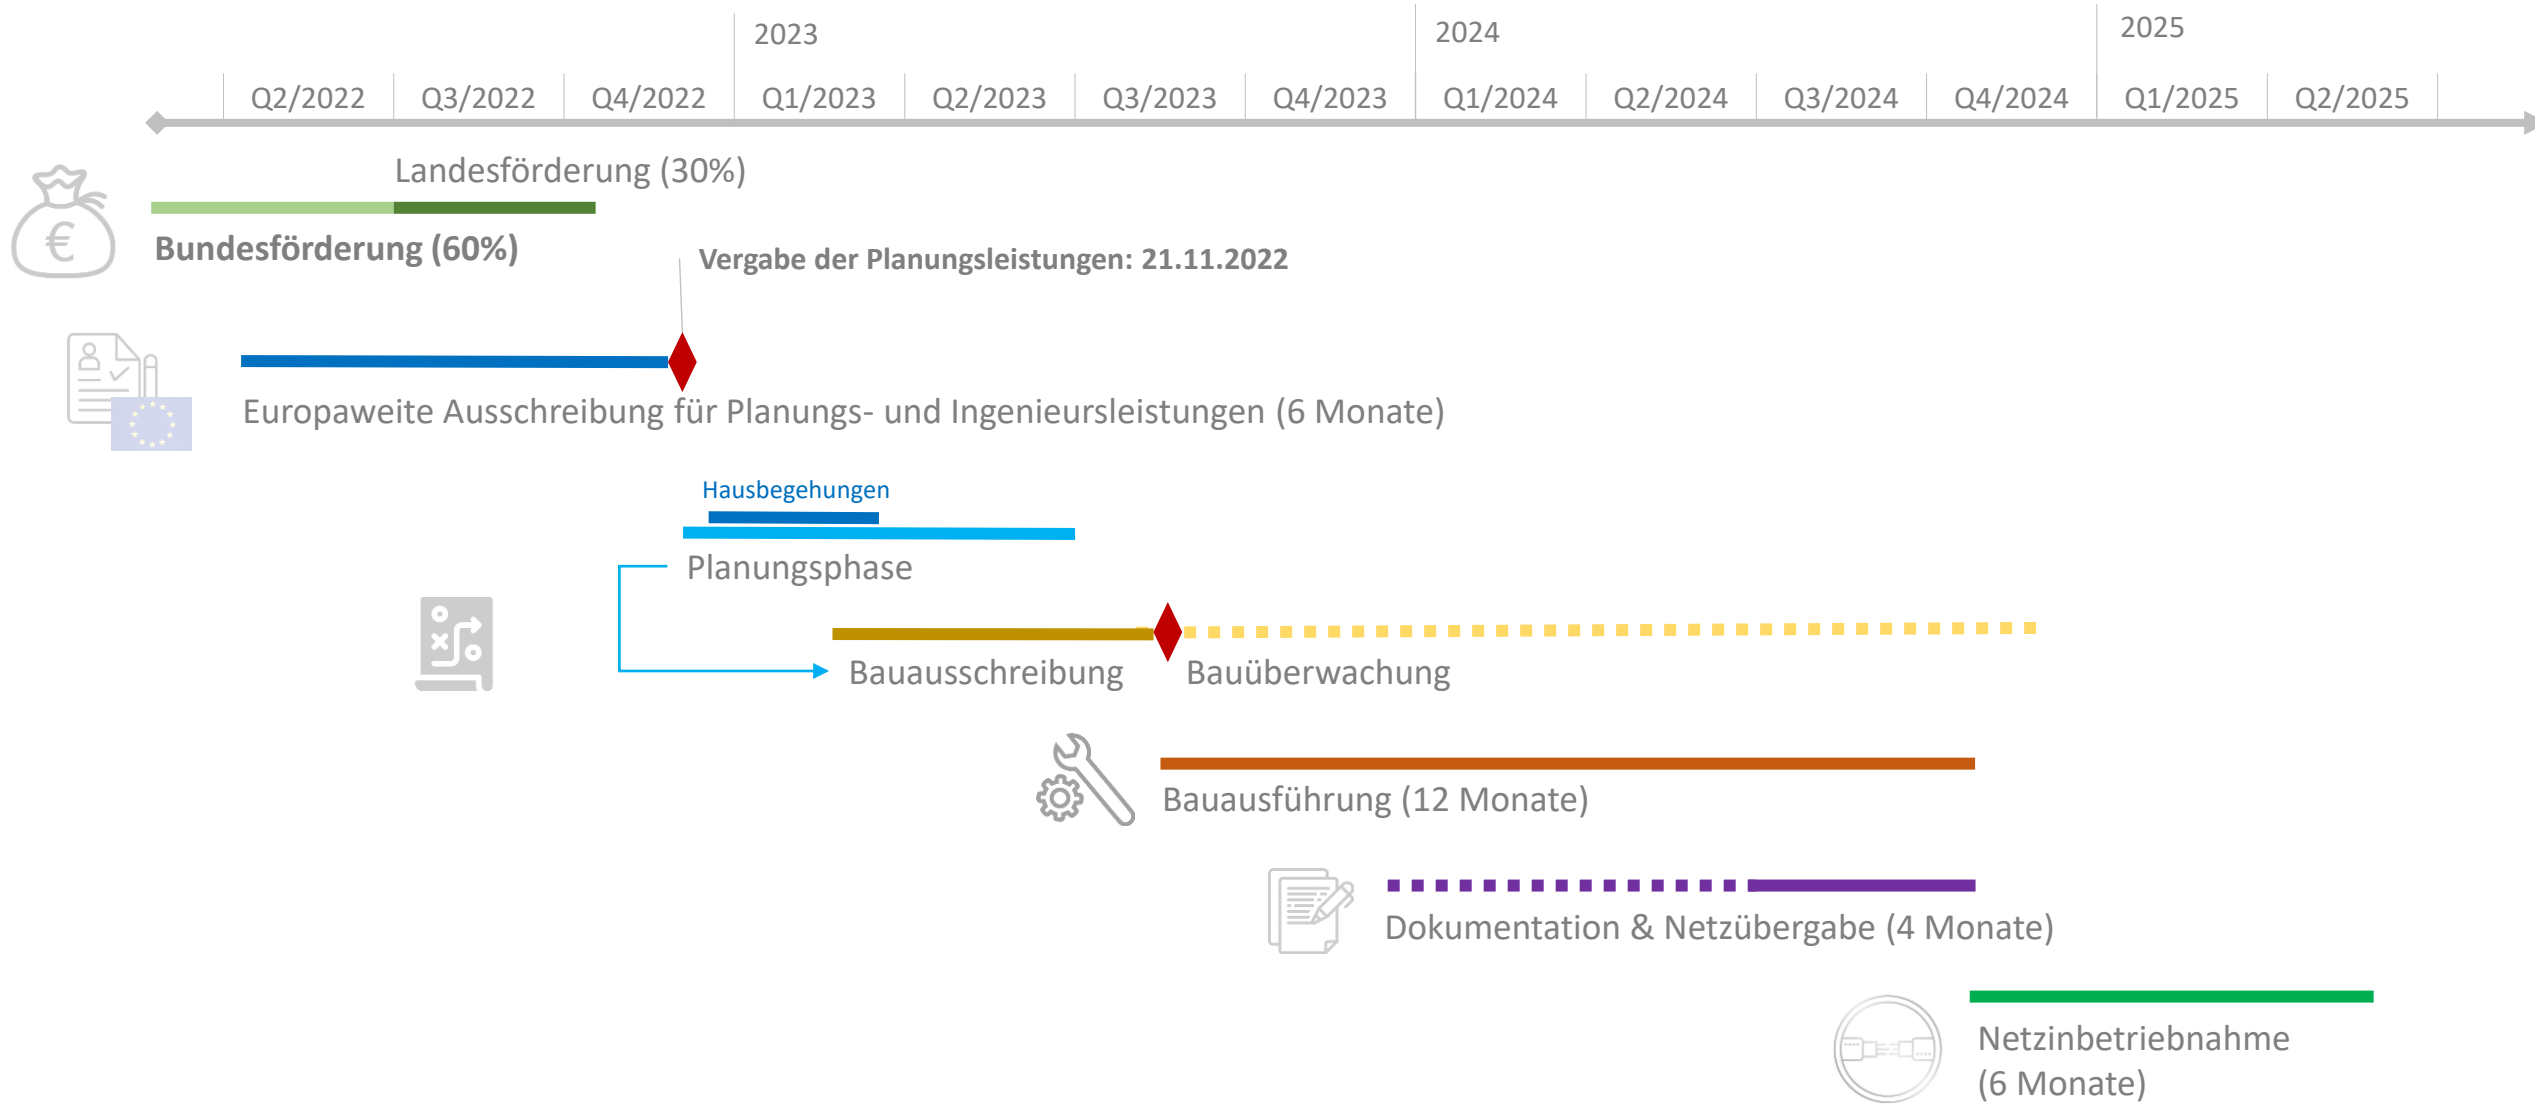 2023
2024
2025
Q2/2022
Q3/2022
Q4/2022
Q1/2023
Q2/2023
Q3/2023
Q4/2023
Q1/2024
Q2/2024
Q3/2024
Q4/2024
Q1/2025
Q2/2025
Landesförderung (30%)
€
Bundesförderung (60%)
Vergabe der Planungsleistungen: 21.11.2022
Europaweite Ausschreibung für Planungs- und Ingenieursleistungen (6 Monate)
Hausbegehungen
Planungsphase
Bauausschreibung
Bauüberwachung
Bauausführung (12 Monate)
Dokumentation & Netzübergabe (4 Monate)
Netzinbetriebnahme
(6 Monate)